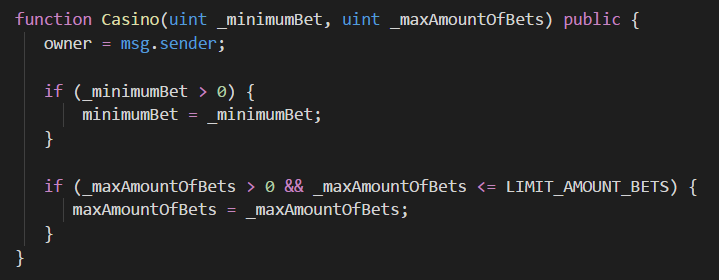 function Casino(uint _minimumBet, uint _maxAmountOfBets) public {
    owner = msg.sender;

    if (_minimumBet > 0) {
        minimumBet = _minimumBet;
    }

    if (_maxAmountOfBets > 0 && _maxAmountOfBets <= LIMIT_AMOUNT_BETS) {
       maxAmountOfBets = _maxAmountOfBets;
    }
}